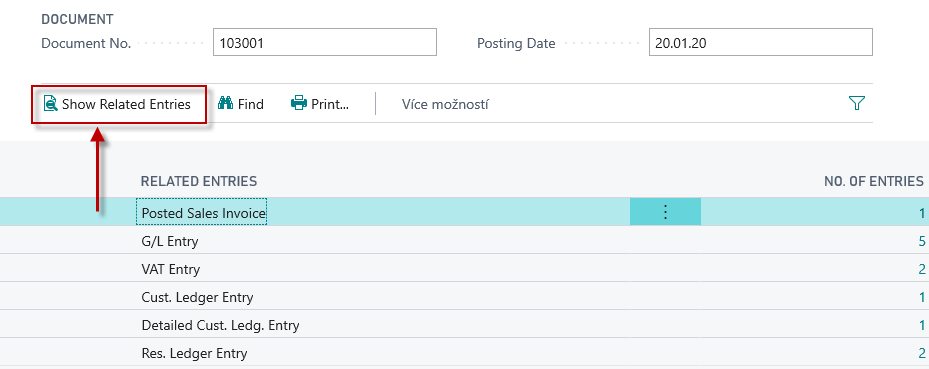 DOCUMENT
Document No. 103001 Posting Date 20.01.20
Show Related Entries Find Print... Více možností
RELATED ENTRIES NO. OF ENTRIES
Posted Sales Invoice 1
G/L Entry 5
VAT Entry 2
Cust. Ledger Entry 1
Detailed Cust. Ledg. Entry 1
Res. Ledger Entry 2